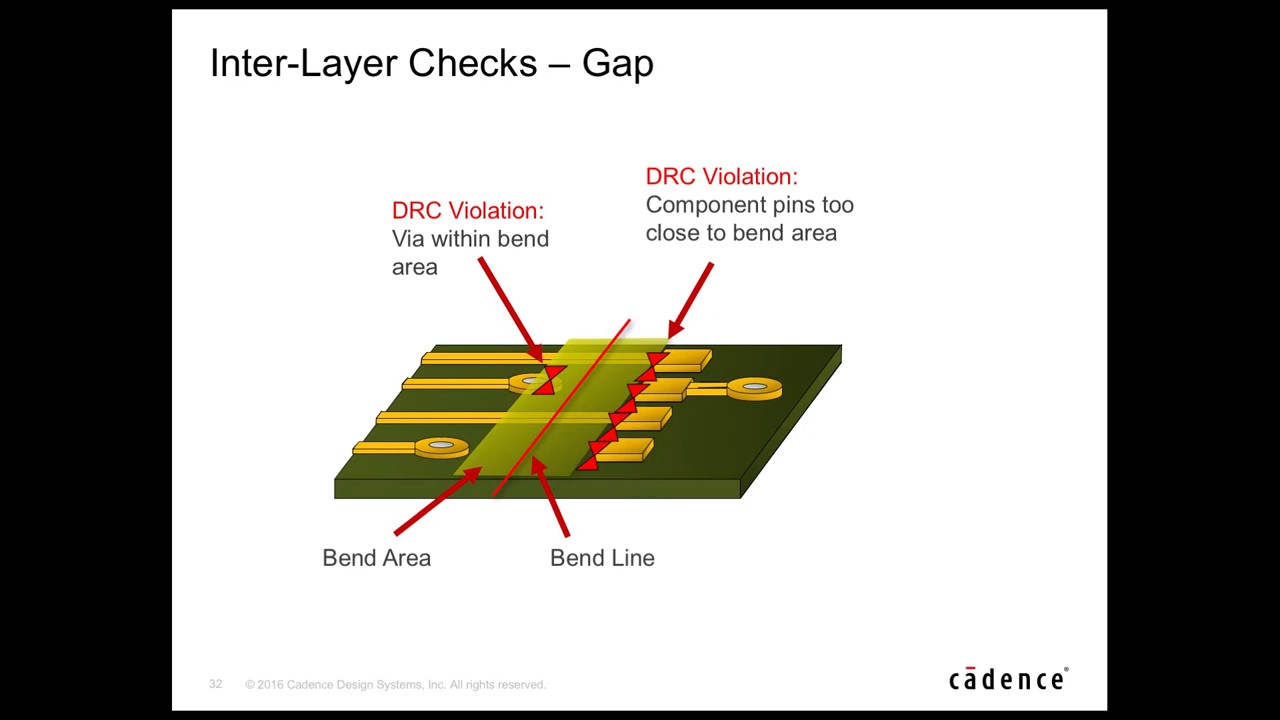 Inter-Layer Checks – Gap
DRC Violation:
Component pins too
close to bend area
DRC Violation:
Via within bend
area
Bend Area
Bend Line
32
© 2016 Cadence Design Systems, Inc. All rights reserved.
cādence®